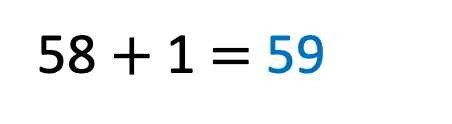 58 + 1 = 59